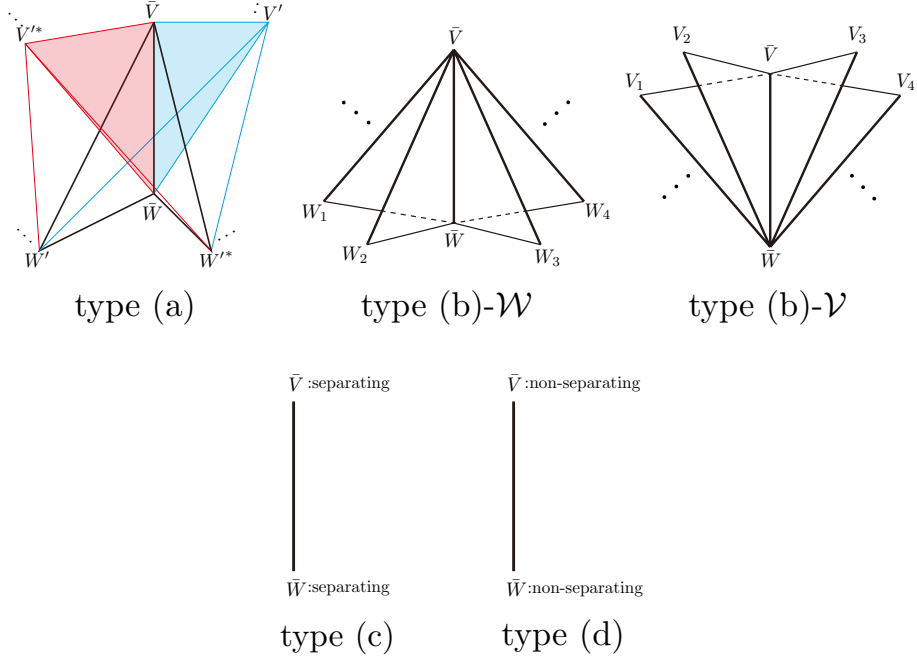 V̄ V′
V′* V̄ V₂ V₃
V̄
V₁ V₄
W₁ W₄
W̄ W̄
W₂ W₃
W′ W′* W̄
type (a) type (b)-𝒲 type (b)-𝒱
V̄ :separating V̄ :non-separating
W̄ :separating W̄ :non-separating
type (c) type (d)